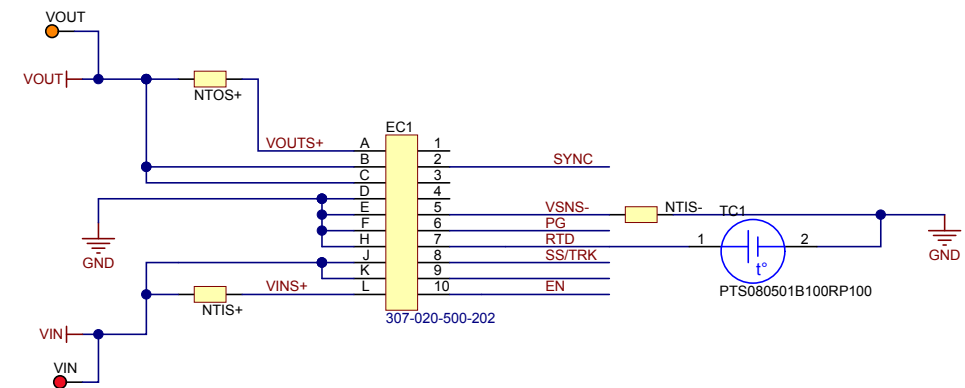 VOUT
VOUT
NTOS+
EC1
VOUTS+ A 1
B 2 SYNC
C 3
D 4
E 5 VSNS- NTIS- TC1
F 6 PG
H 7 RTD 1 2
J 8 SS/TRK
K 9
L 10 EN
GND
GND
t°
VINS+
NTIS+
PTS080501B100RP100
307-020-500-202
VIN
VIN